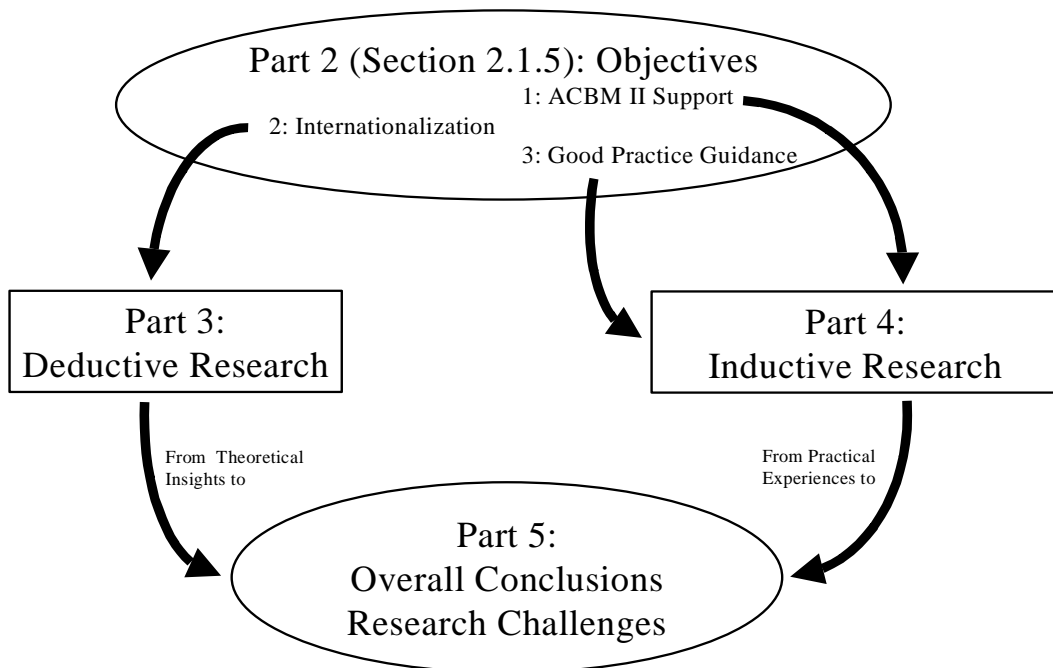 Part 2 (Section 2.1.5): Objectives
1: ACBM II Support
2: Internationalization
3: Good Practice Guidance
Part 3:
Deductive Research
Part 4:
Inductive Research
From Theoretical
Insights to
From Practical
Experiences to
Part 5:
Overall Conclusions
Research Challenges